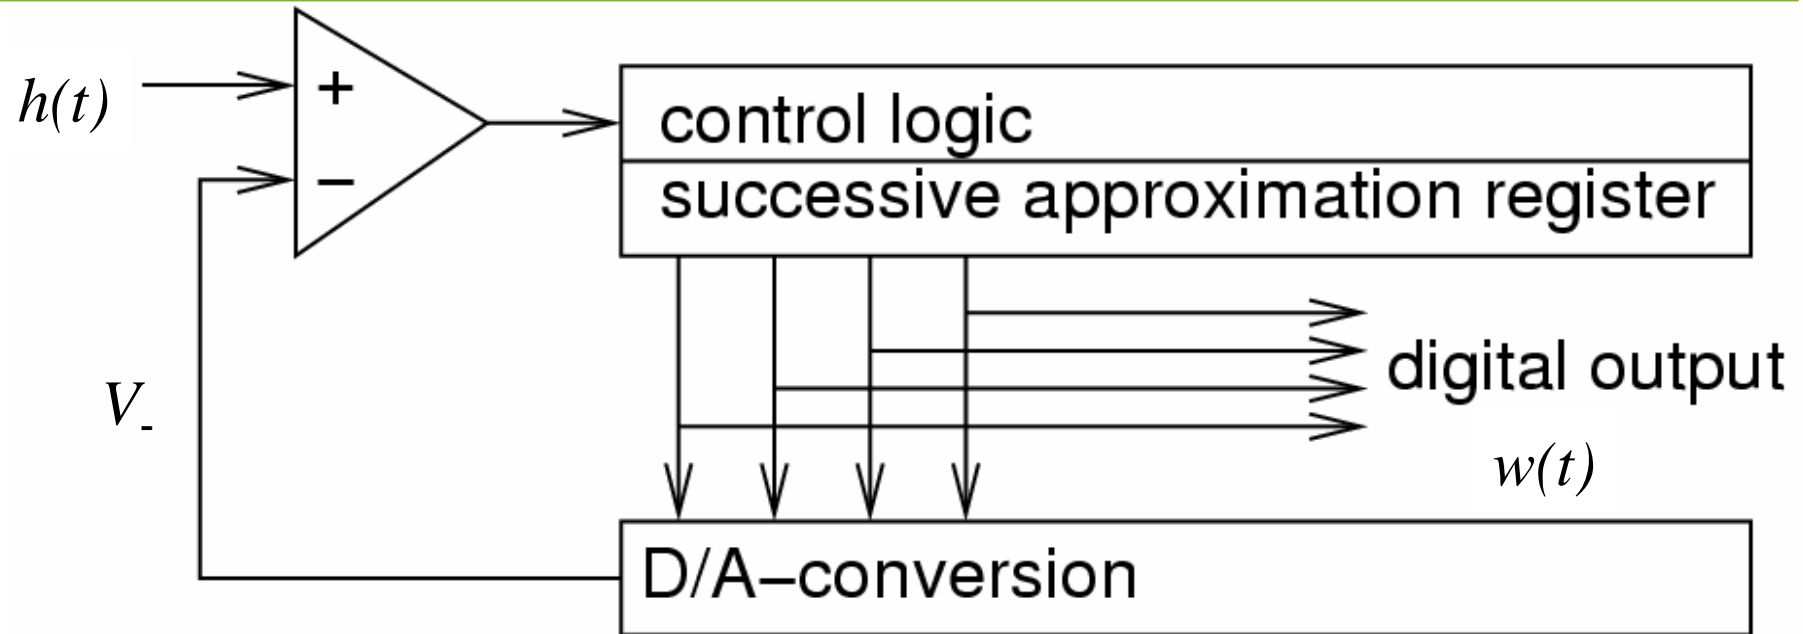 h(t)
+
−
control logic
successive approximation register
digital output
V-
w(t)
D/A−conversion